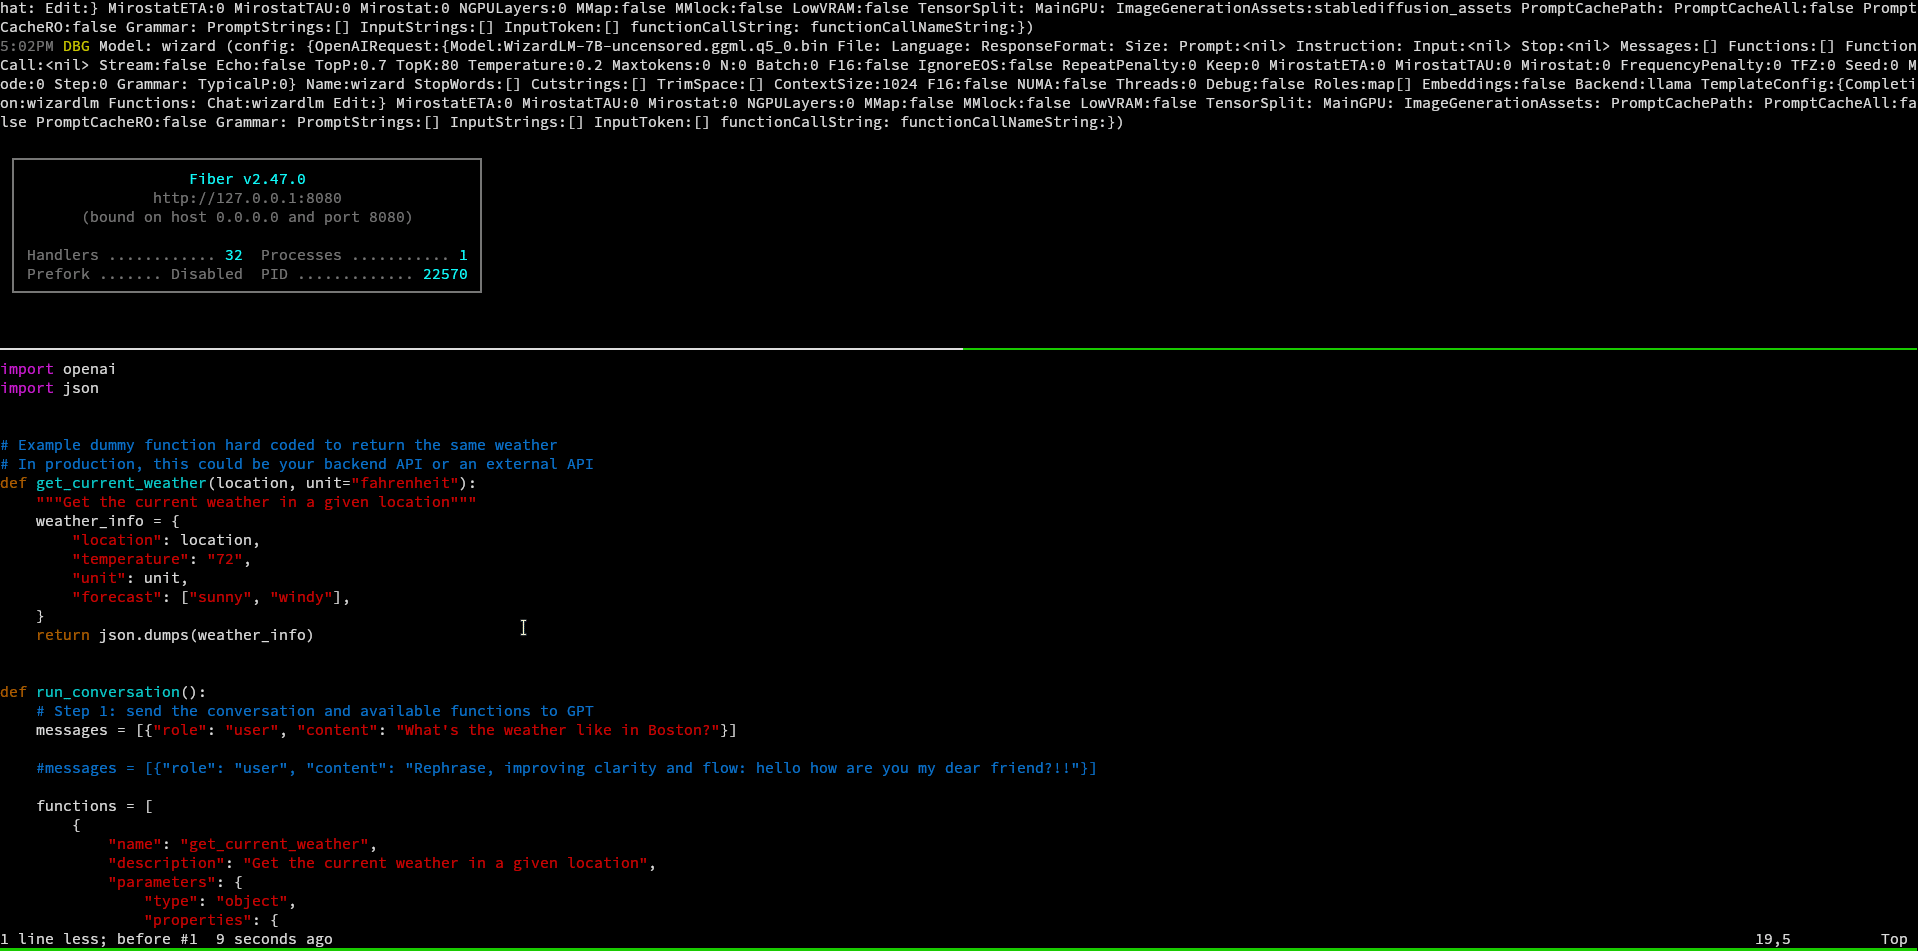 hat: Edit:} MirostatETA:0 MirostatTAU:0 Mirostat:0 NGPULayers:0 MMap:false MMlock:false LowVRAM:false TensorSplit: MainGPU: ImageGenerationAssets:stablediffusion_assets PromptCachePath: PromptCacheAll:false Prompt
CacheRO:false Grammar: PromptStrings:[] InputStrings:[] InputToken:[] functionCallString: functionCallNameString:})
5:02PM DBG Model: wizard (config: {OpenAIRequest:{Model:WizardLM-7B-uncensored.ggml.q5_0.bin File: Language: ResponseFormat: Size: Prompt:<nil> Instruction: Input:<nil> Stop:<nil> Messages:[] Functions:[] Function
Call:<nil> Stream:false Echo:false TopP:0.7 TopK:80 Temperature:0.2 Maxtokens:0 N:0 Batch:0 F16:false IgnoreEOS:false RepeatPenalty:0 Keep:0 MirostatETA:0 MirostatTAU:0 Mirostat:0 FrequencyPenalty:0 TFZ:0 Seed:0 M
ode:0 Step:0 Grammar: TypicalP:0} Name:wizard StopWords:[] Cutstrings:[] TrimSpace:[] ContextSize:1024 F16:false NUMA:false Threads:0 Debug:false Roles:map[] Embeddings:false Backend:llama TemplateConfig:{Completi
on:wizardlm Functions: Chat:wizardlm Edit:} MirostatETA:0 MirostatTAU:0 Mirostat:0 NGPULayers:0 MMap:false MMlock:false LowVRAM:false TensorSplit: MainGPU: ImageGenerationAssets: PromptCachePath: PromptCacheAll:fa
lse PromptCacheRO:false Grammar: PromptStrings:[] InputStrings:[] InputToken:[] functionCallString: functionCallNameString:})
Fiber v2.47.0
http://127.0.0.1:8080
(bound on host 0.0.0.0 and port 8080)
Handlers ............ 32  Processes ........... 1
Prefork ....... Disabled  PID ............. 22570
import openai
import json
# Example dummy function hard coded to return the same weather
# In production, this could be your backend API or an external API
def get_current_weather(location, unit="fahrenheit"):
    """Get the current weather in a given location"""
    weather_info = {
        "location": location,
        "temperature": "72",
        "unit": unit,
        "forecast": ["sunny", "windy"],
    }
    return json.dumps(weather_info)
def run_conversation():
    # Step 1: send the conversation and available functions to GPT
    messages = [{"role": "user", "content": "What's the weather like in Boston?"}]
    #messages = [{"role": "user", "content": "Rephrase, improving clarity and flow: hello how are you my dear friend?!!"}]
    functions = [
        {
            "name": "get_current_weather",
            "description": "Get the current weather in a given location",
            "parameters": {
                "type": "object",
                "properties": {
1 line less; before #1  9 seconds ago 19,5 Top